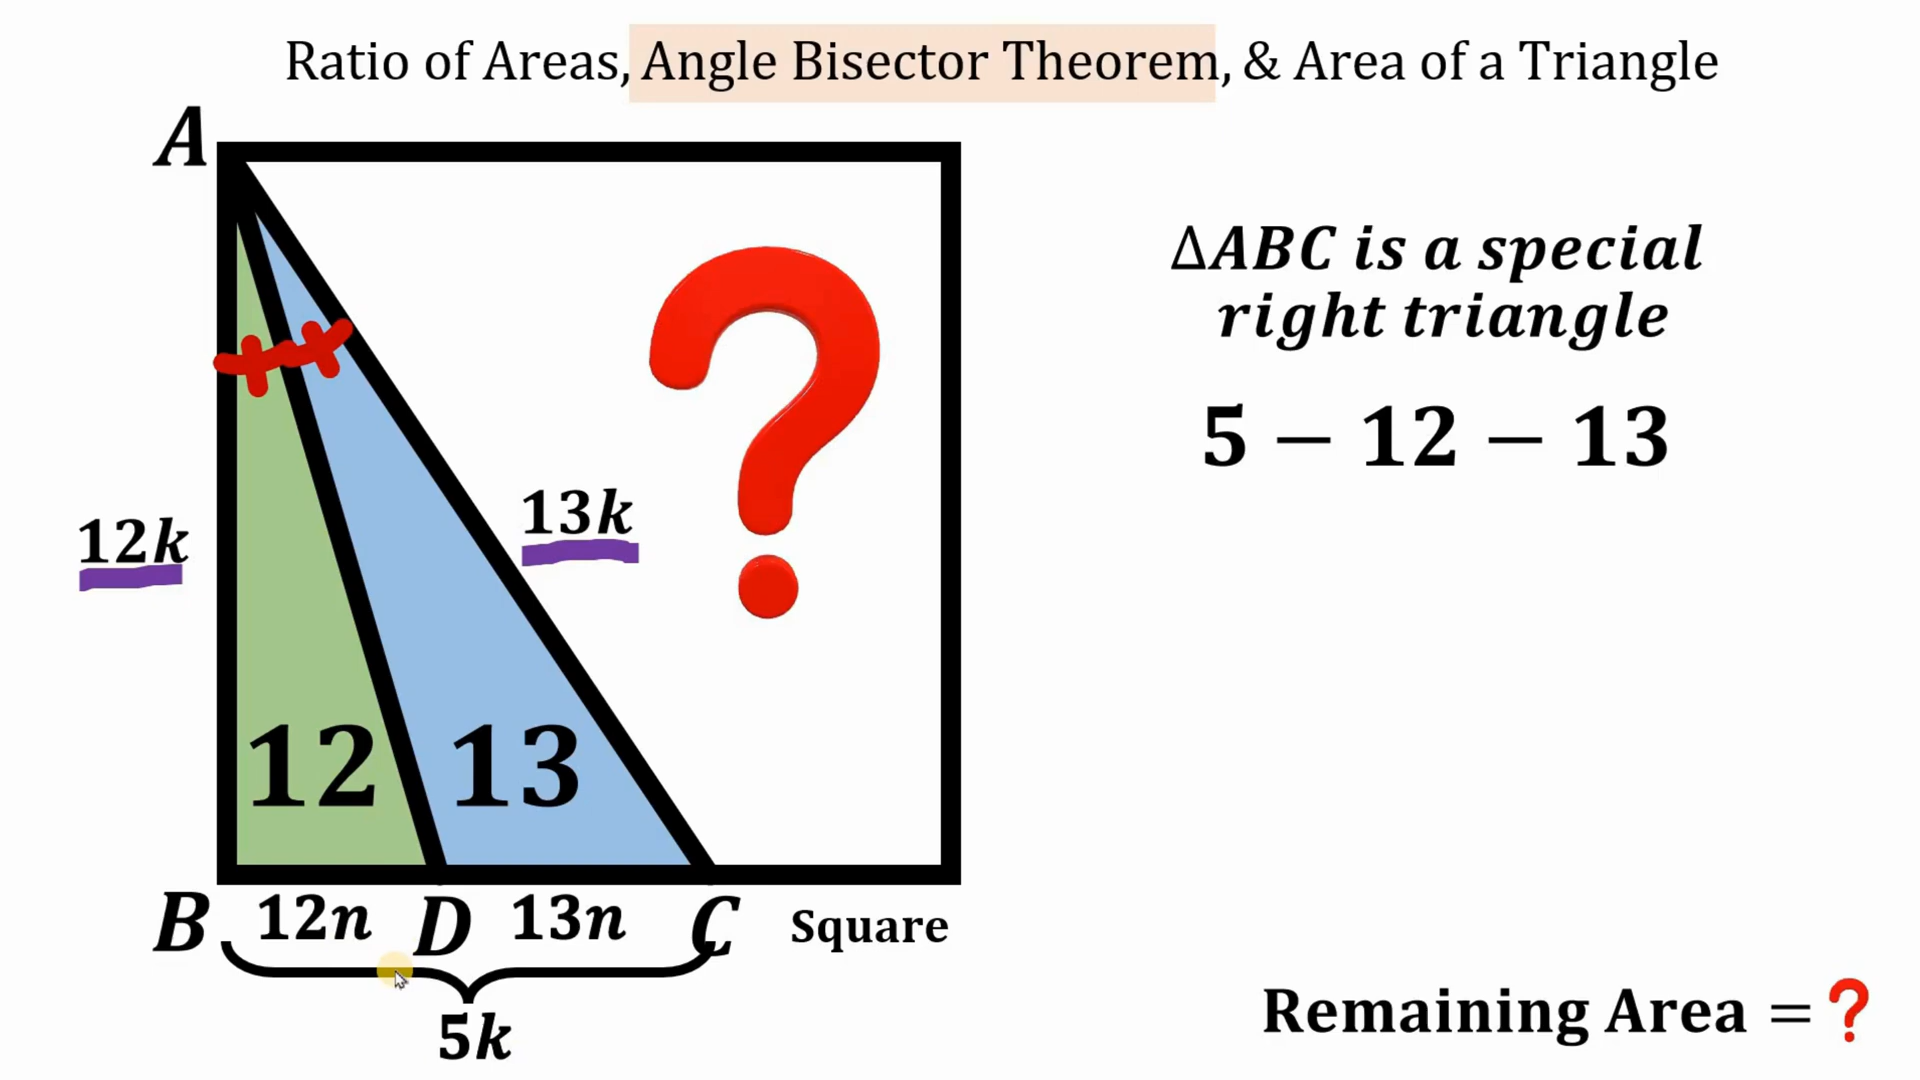 Ratio of Areas, Angle Bisector Theorem, & Area of a Triangle
A
ΔABC is a special
right triangle
5 – 12 – 13
12k
13k
?
12
13
B
12n
D
13n
C
Square
5k
Remaining Area = ?